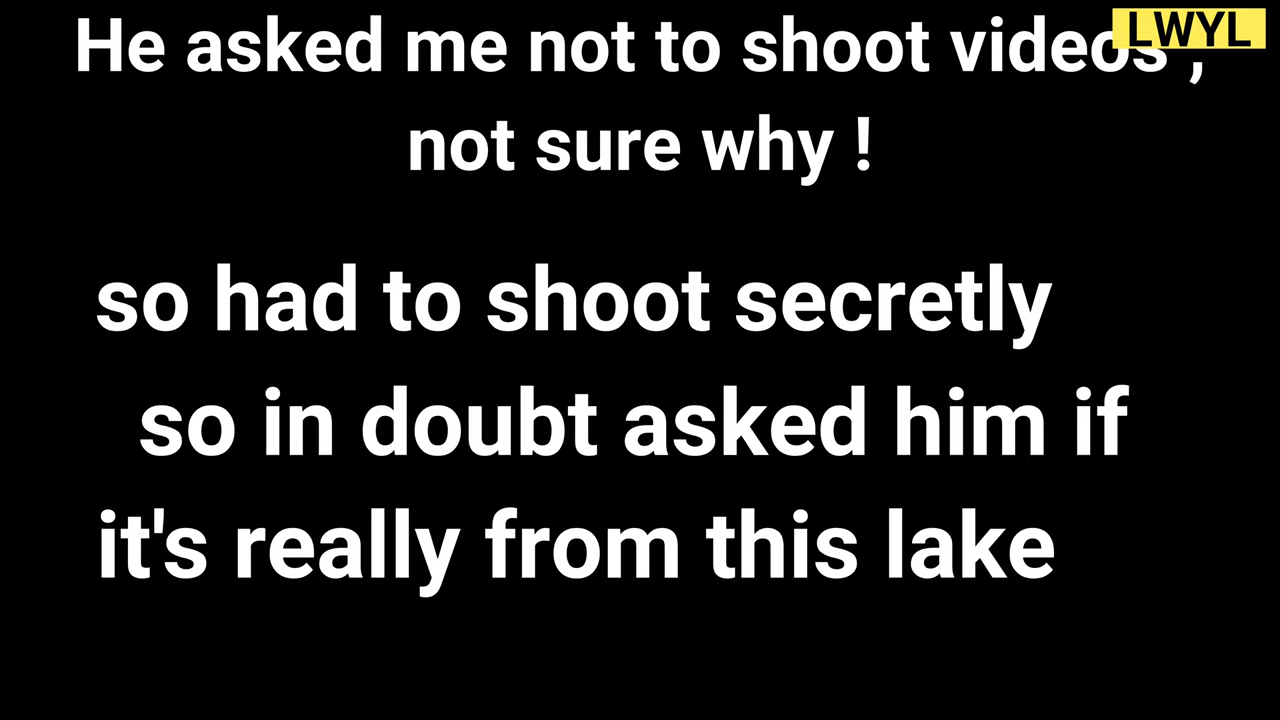 LWYL
He asked me not to shoot videos ,
not sure why !
so had to shoot secretly
so in doubt asked him if
it's really from this lake